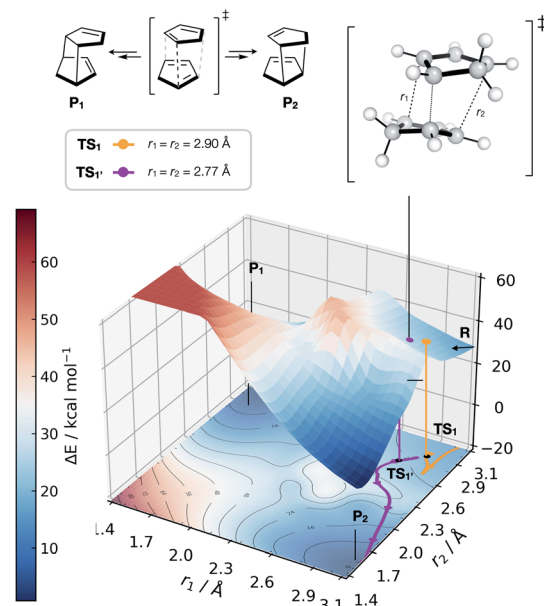 ‡
‡
P₁
P₂
r₁
r₂
TS₁ r₁ = r₂ = 2.90 Å
TS₁' r₁ = r₂ = 2.77 Å
ΔE / kcal mol⁻¹
60
50
40
30
20
10
P₁
R
TS₁
TS₁'
P₂
60
40
20
0
−20
1.4
1.7
2.0
2.3
2.6
2.9
3.1
r₁ / Å
1.4
1.7
2.0
2.3
2.6
2.9
3.1
r₂ / Å